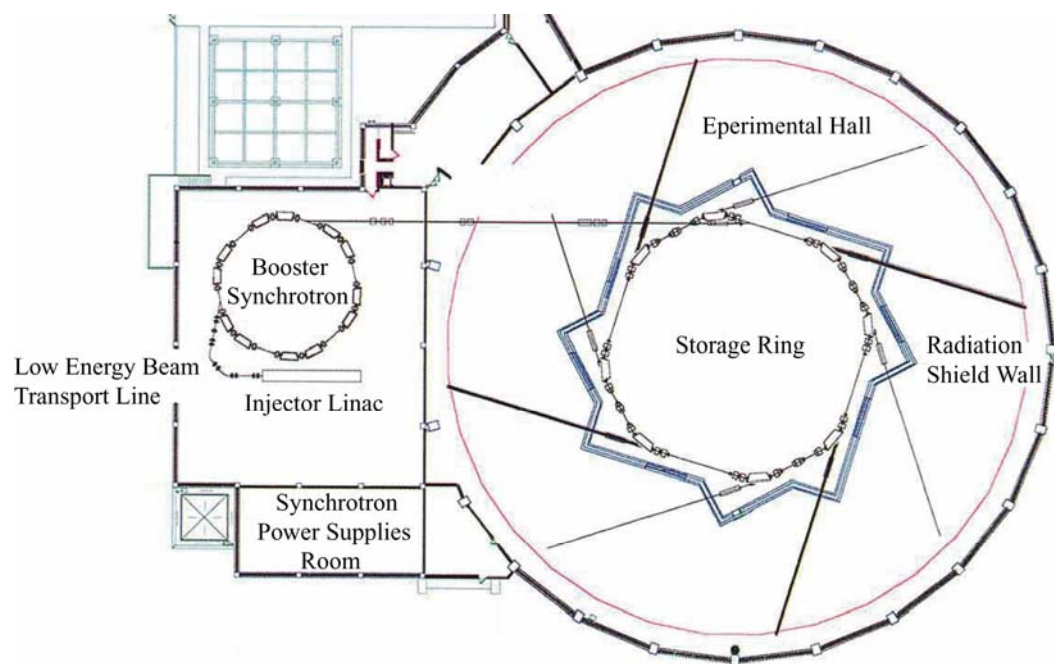 Eperimental Hall
Booster
Synchrotron
Storage Ring
Radiation
Shield Wall
Low Energy Beam
Transport Line
Injector Linac
Synchrotron
Power Supplies
Room